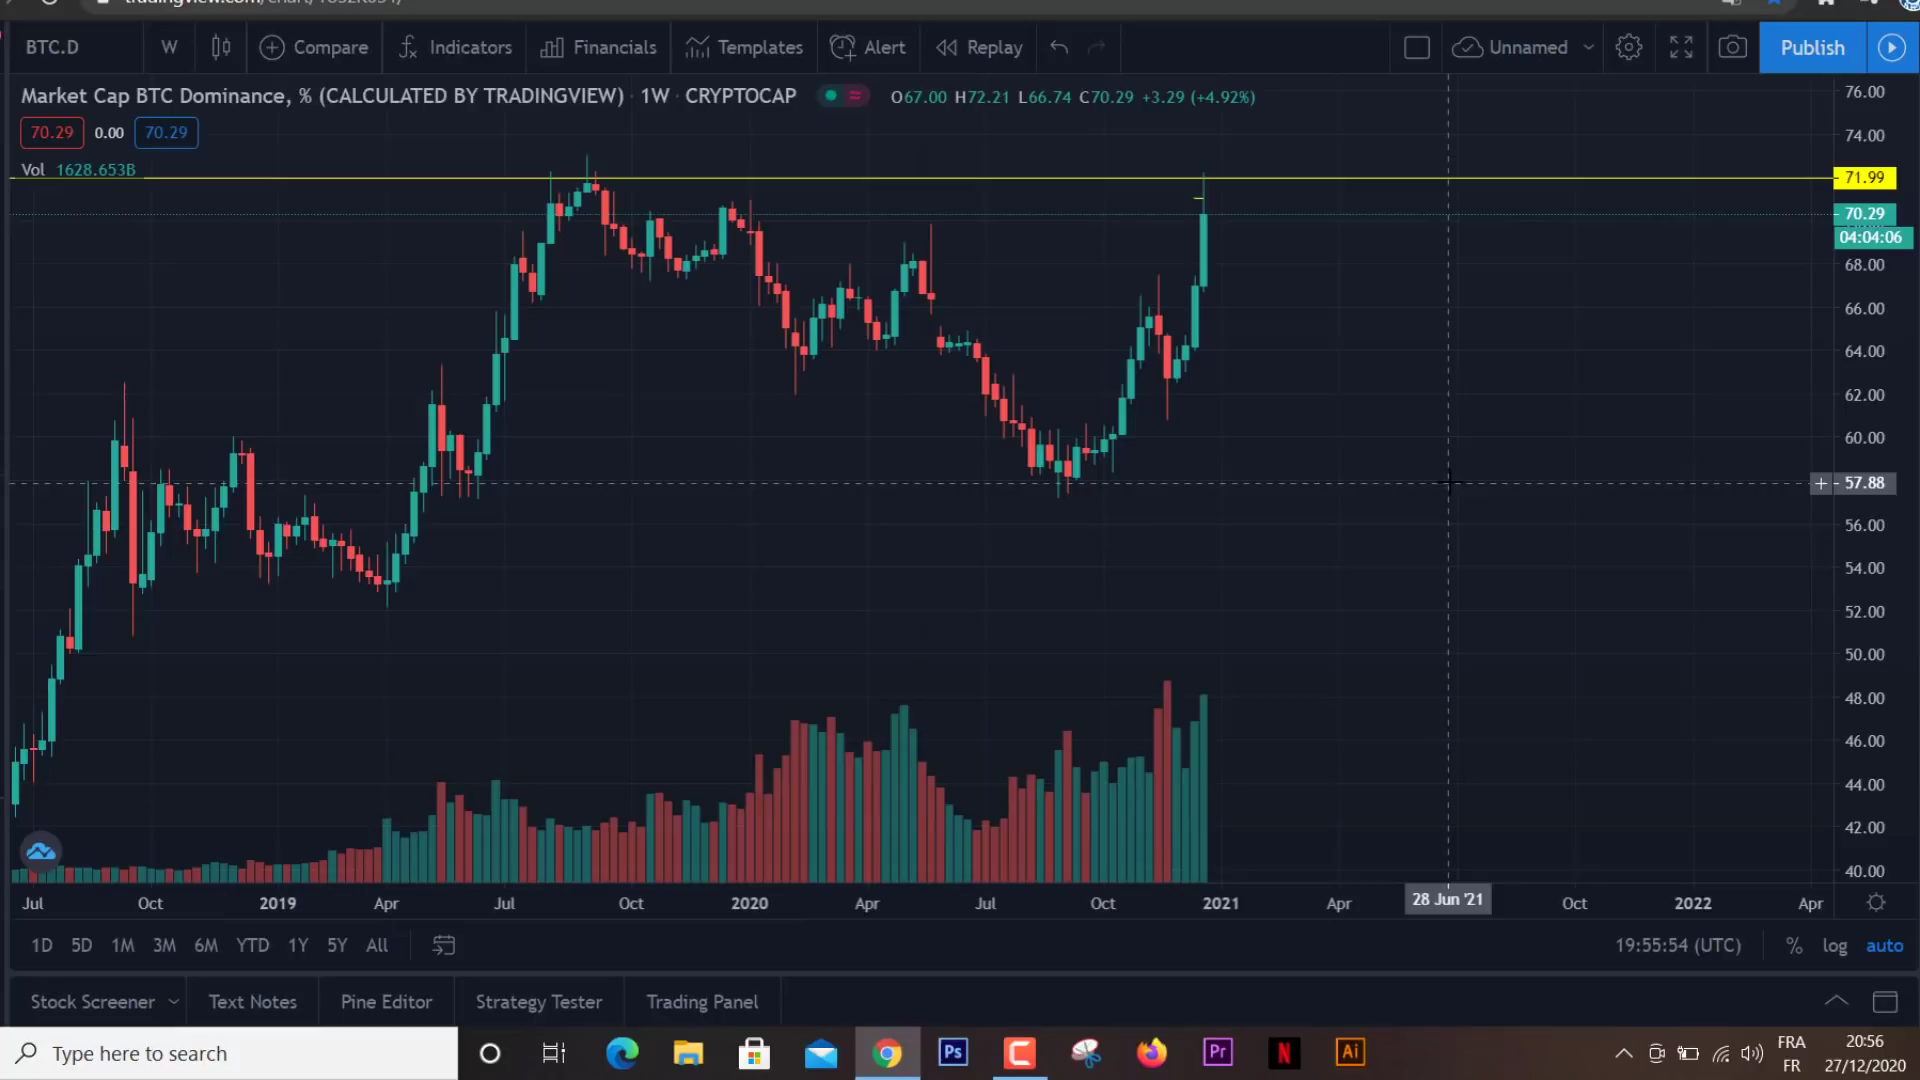 BTC.D
W
Compare
Indicators
Financials
Templates
Alert
Replay
Unnamed
Publish
Market Cap BTC Dominance, % (CALCULATED BY TRADINGVIEW) · 1W · CRYPTOCAP
O67.00 H72.21 L66.74 C70.29 +3.29 (+4.92%)
70.29 0.00 70.29
Vol 1628.653B
76.00
74.00
71.99
70.29
04:04:06
68.00
66.00
64.00
62.00
60.00
57.88
56.00
54.00
52.00
50.00
48.00
46.00
44.00
42.00
40.00
Jul Oct 2019 Apr Jul Oct 2020 Apr Jul Oct 2021 Apr 28 Jun '21 Oct 2022 Apr
1D 5D 1M 3M 6M YTD 1Y 5Y All
19:55:54 (UTC) % log auto
Stock Screener Text Notes Pine Editor Strategy Tester Trading Panel
Type here to search
Ps
Pr
N
Ai
FRA
FR
20:56
27/12/2020